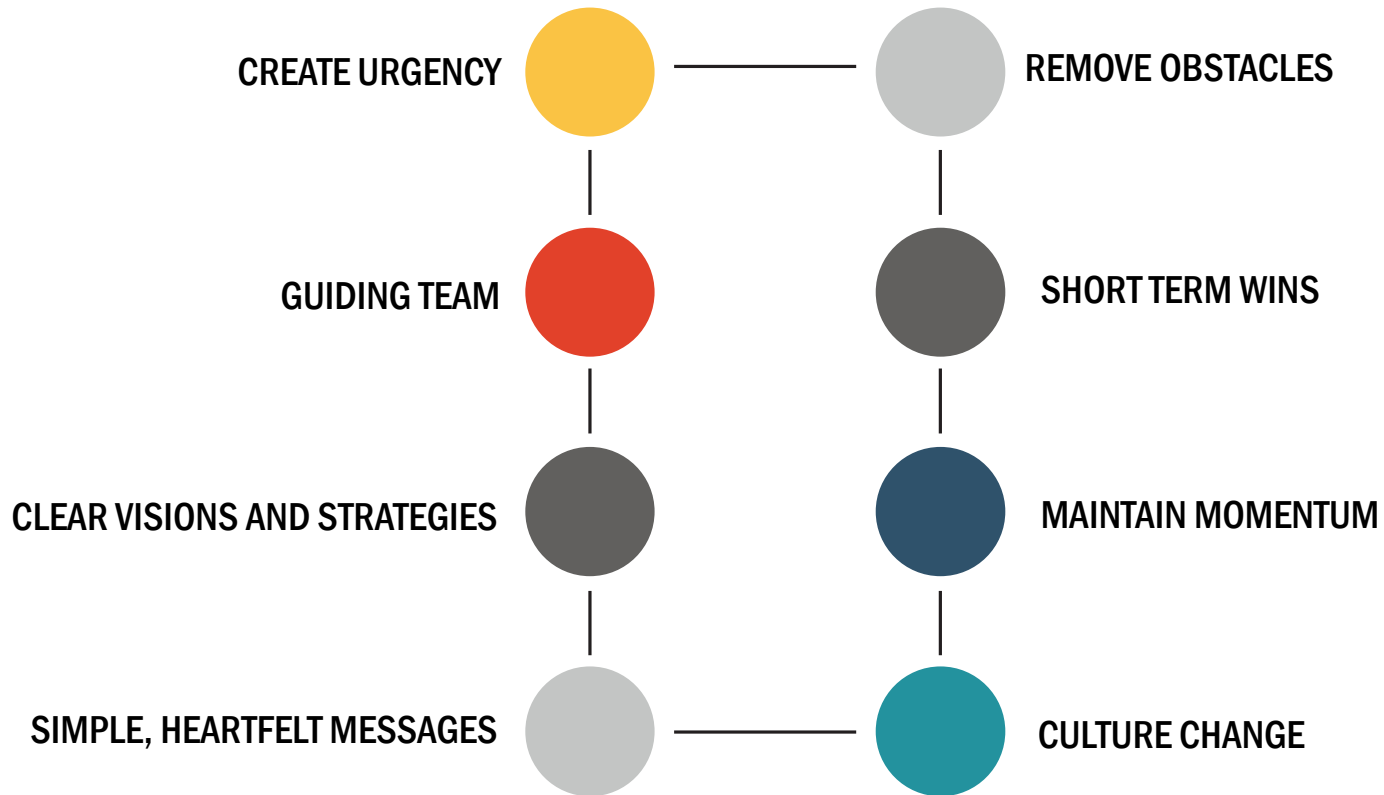 CREATE URGENCY
REMOVE OBSTACLES
GUIDING TEAM
SHORT TERM WINS
CLEAR VISIONS AND STRATEGIES
MAINTAIN MOMENTUM
SIMPLE, HEARTFELT MESSAGES
CULTURE CHANGE